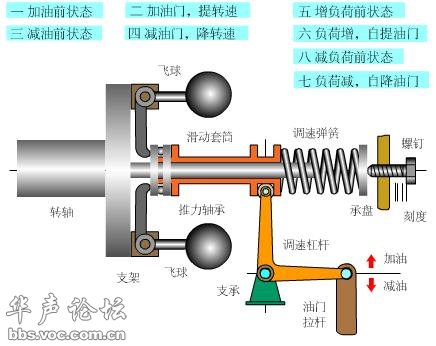 一 加油前状态
二 加油门，提转速
五 增负荷前状态
三 减油前状态
四 减油门，降转速
六 负荷增，自提油门
八 减负荷前状态
七 负荷减，自降油门
飞球
滑动套筒
调速弹簧
螺钉
转轴
推力轴承
承盘
刻度
支架
飞球
调速杠杆
加油
支承
减油
油门
拉杆
华声论坛
bbs.voc.com.cn